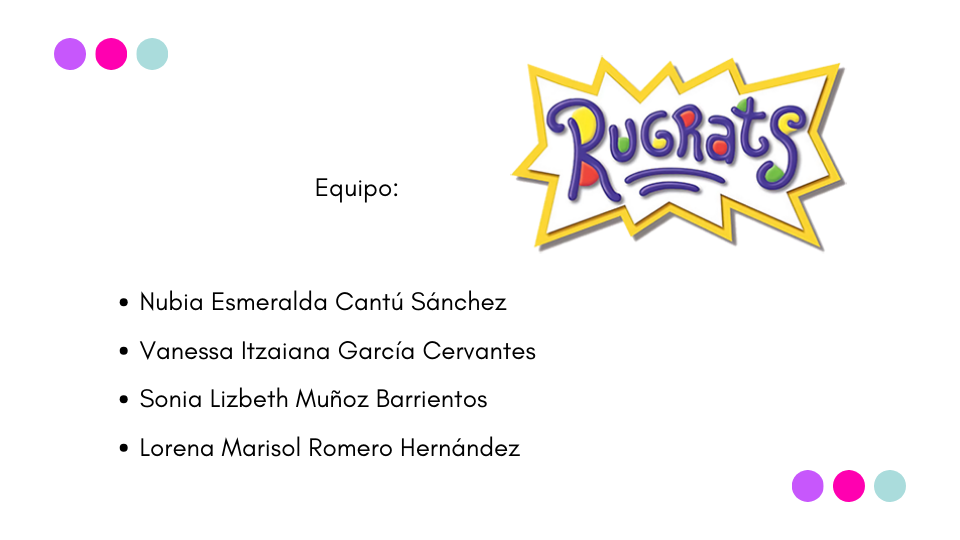 Rugrats
Equipo:
• Nubia Esmeralda Cantú Sánchez
• Vanessa Itzaiana García Cervantes
• Sonia Lizbeth Muñoz Barrientos
• Lorena Marisol Romero Hernández